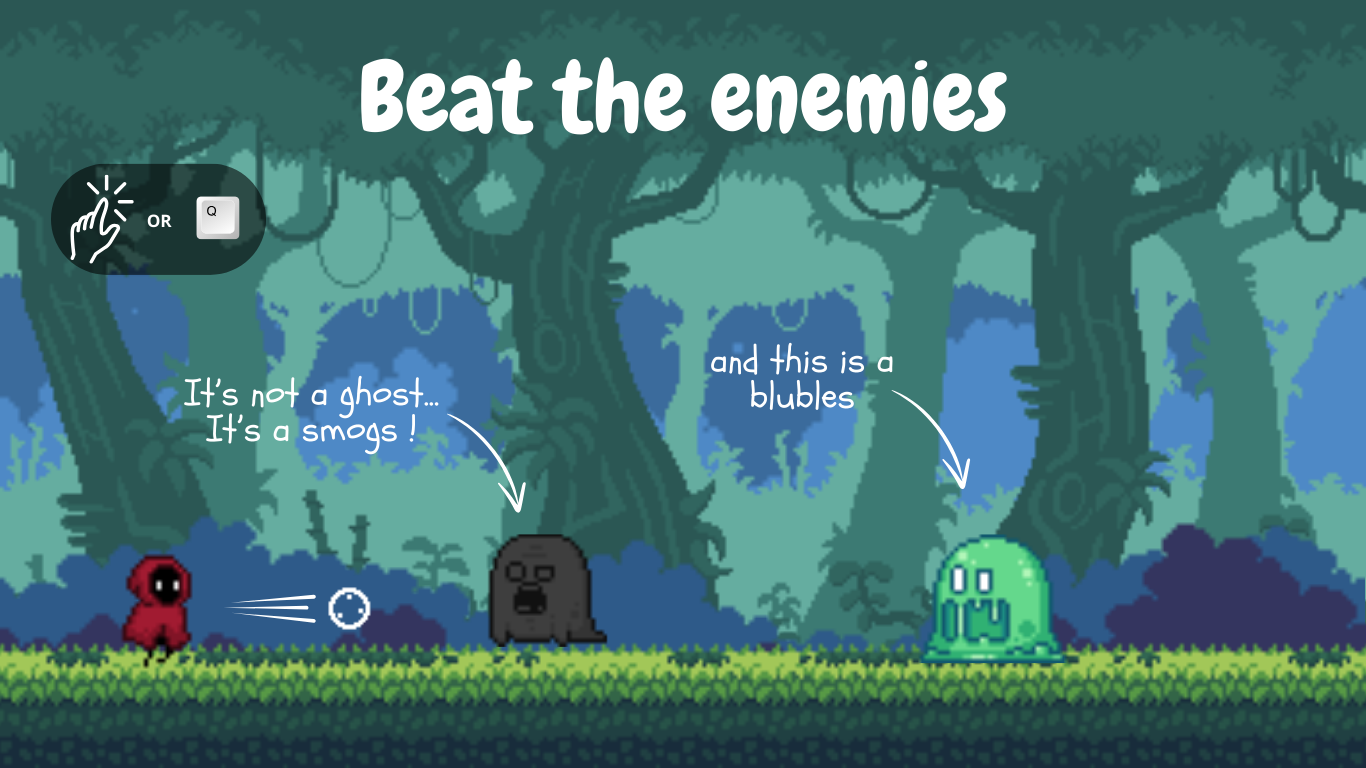 Beat the enemies
OR
Q
It's not a ghost...
It's a smogs !
and this is a
blubles